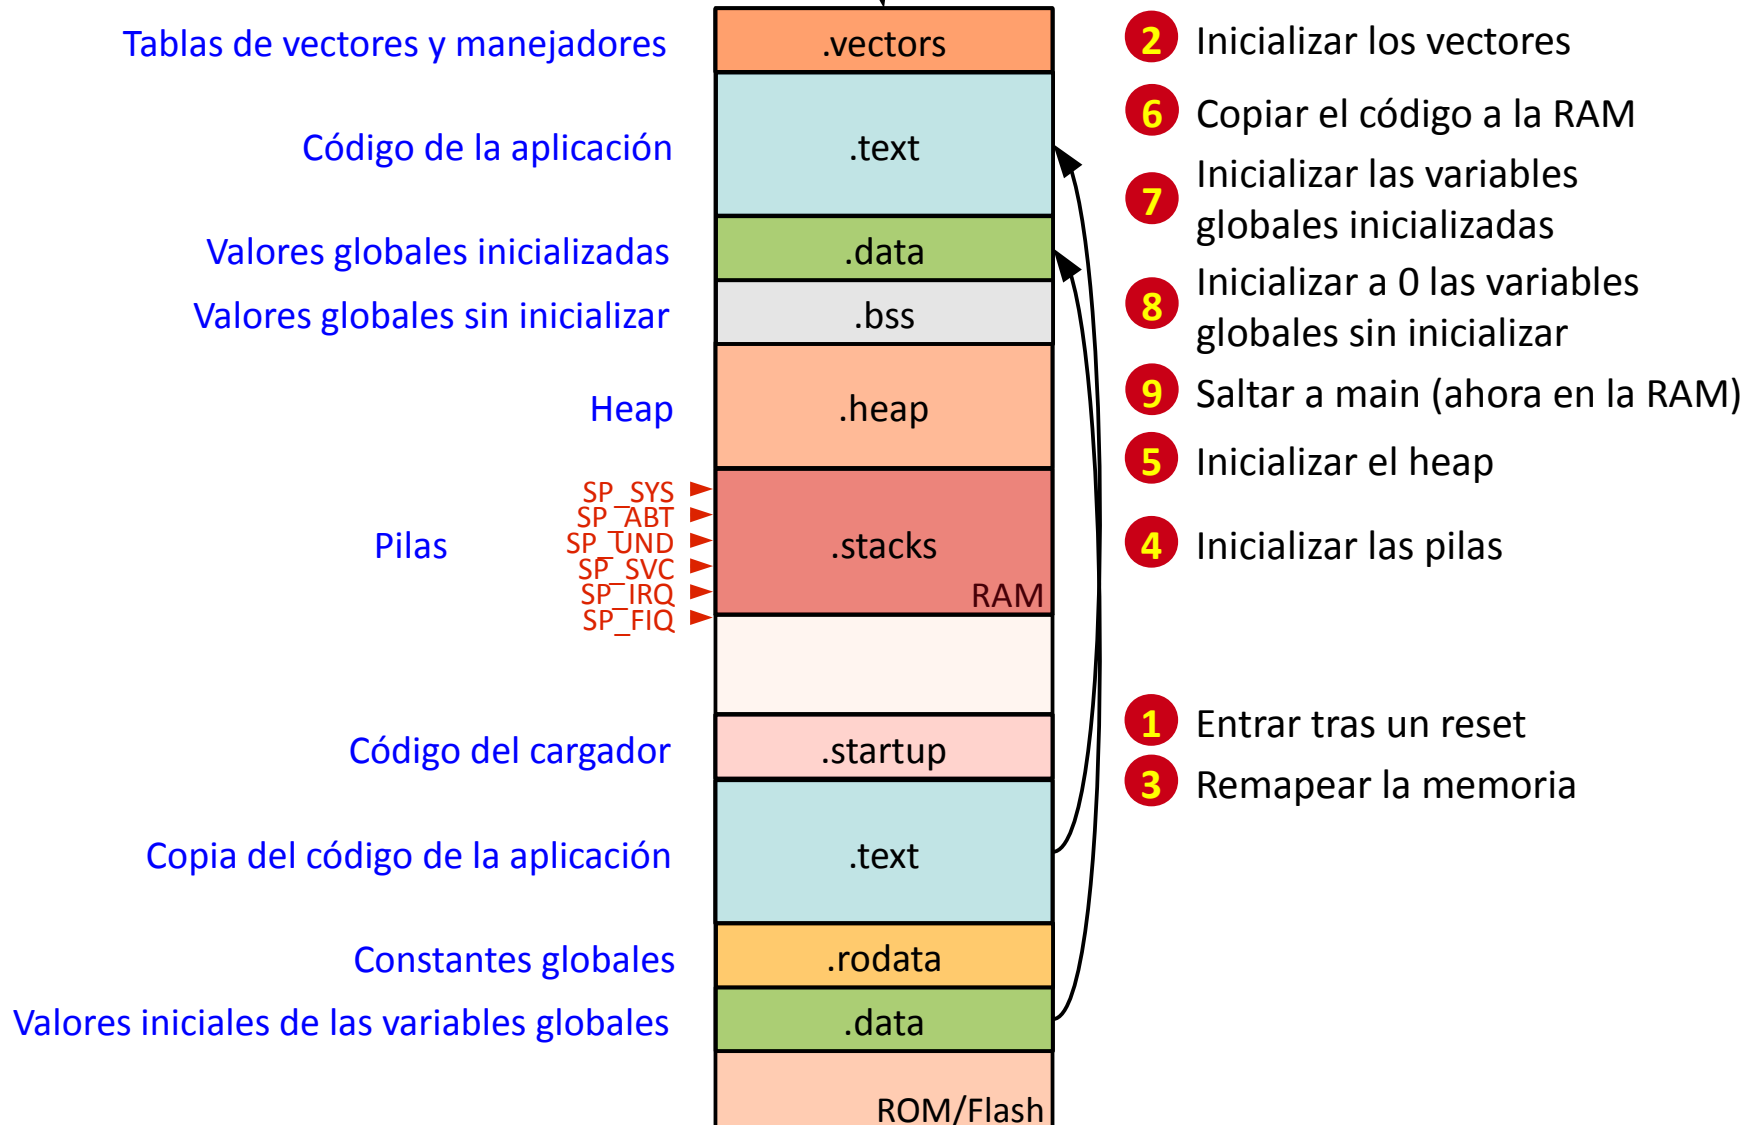 Tablas de vectores y manejadores
.vectors
2 Inicializar los vectores
6 Copiar el código a la RAM
Código de la aplicación
.text
7 Inicializar las variables
globales inicializadas
Valores globales inicializadas
.data
8 Inicializar a 0 las variables
globales sin inicializar
Valores globales sin inicializar
.bss
9 Saltar a main (ahora en la RAM)
Heap
.heap
5 Inicializar el heap
SP_SYS
SP_ABT
SP_UND
SP_SVC
SP_IRQ
SP_FIQ
Pilas
.stacks
RAM
4 Inicializar las pilas
1 Entrar tras un reset
Código del cargador
.startup
3 Remapear la memoria
Copia del código de la aplicación
.text
Constantes globales
.rodata
Valores iniciales de las variables globales
.data
ROM/Flash